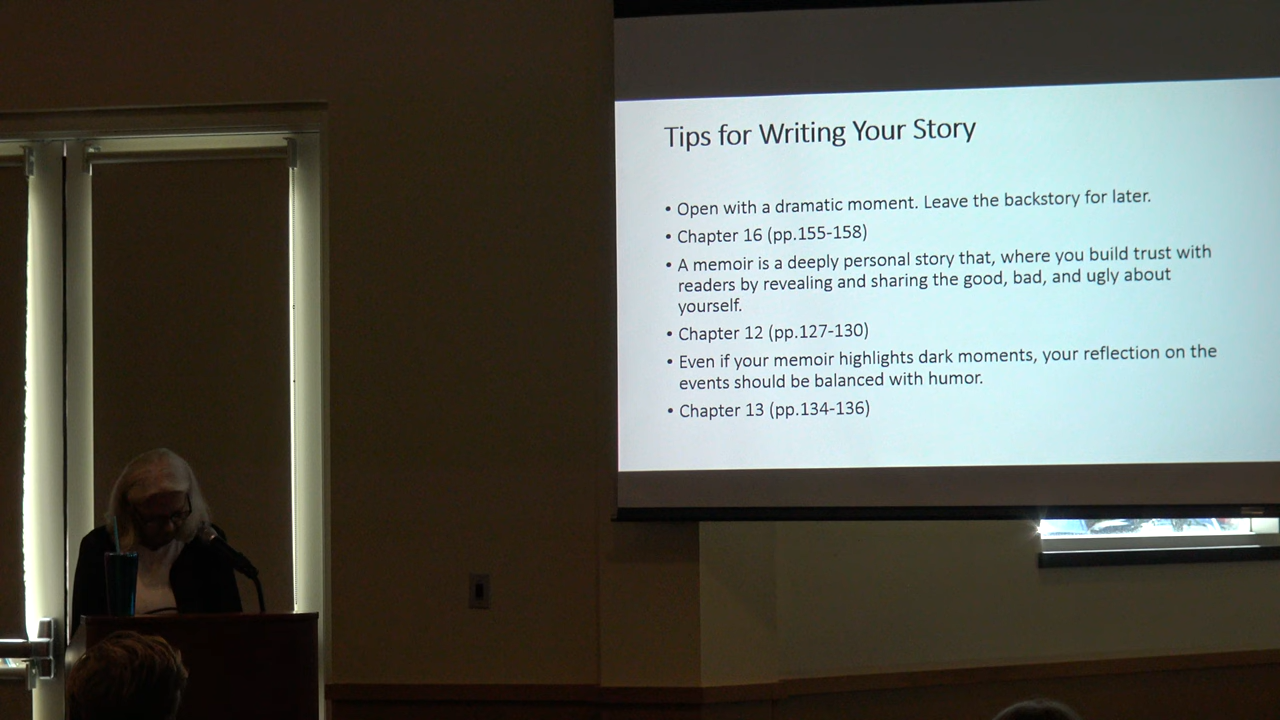 Tips for Writing Your Story
• Open with a dramatic moment. Leave the backstory for later.
• Chapter 16 (pp.155-158)
• A memoir is a deeply personal story that, where you build trust with
readers by revealing and sharing the good, bad, and ugly about
yourself.
• Chapter 12 (pp.127-130)
• Even if your memoir highlights dark moments, your reflection on the
events should be balanced with humor.
• Chapter 13 (pp.134-136)